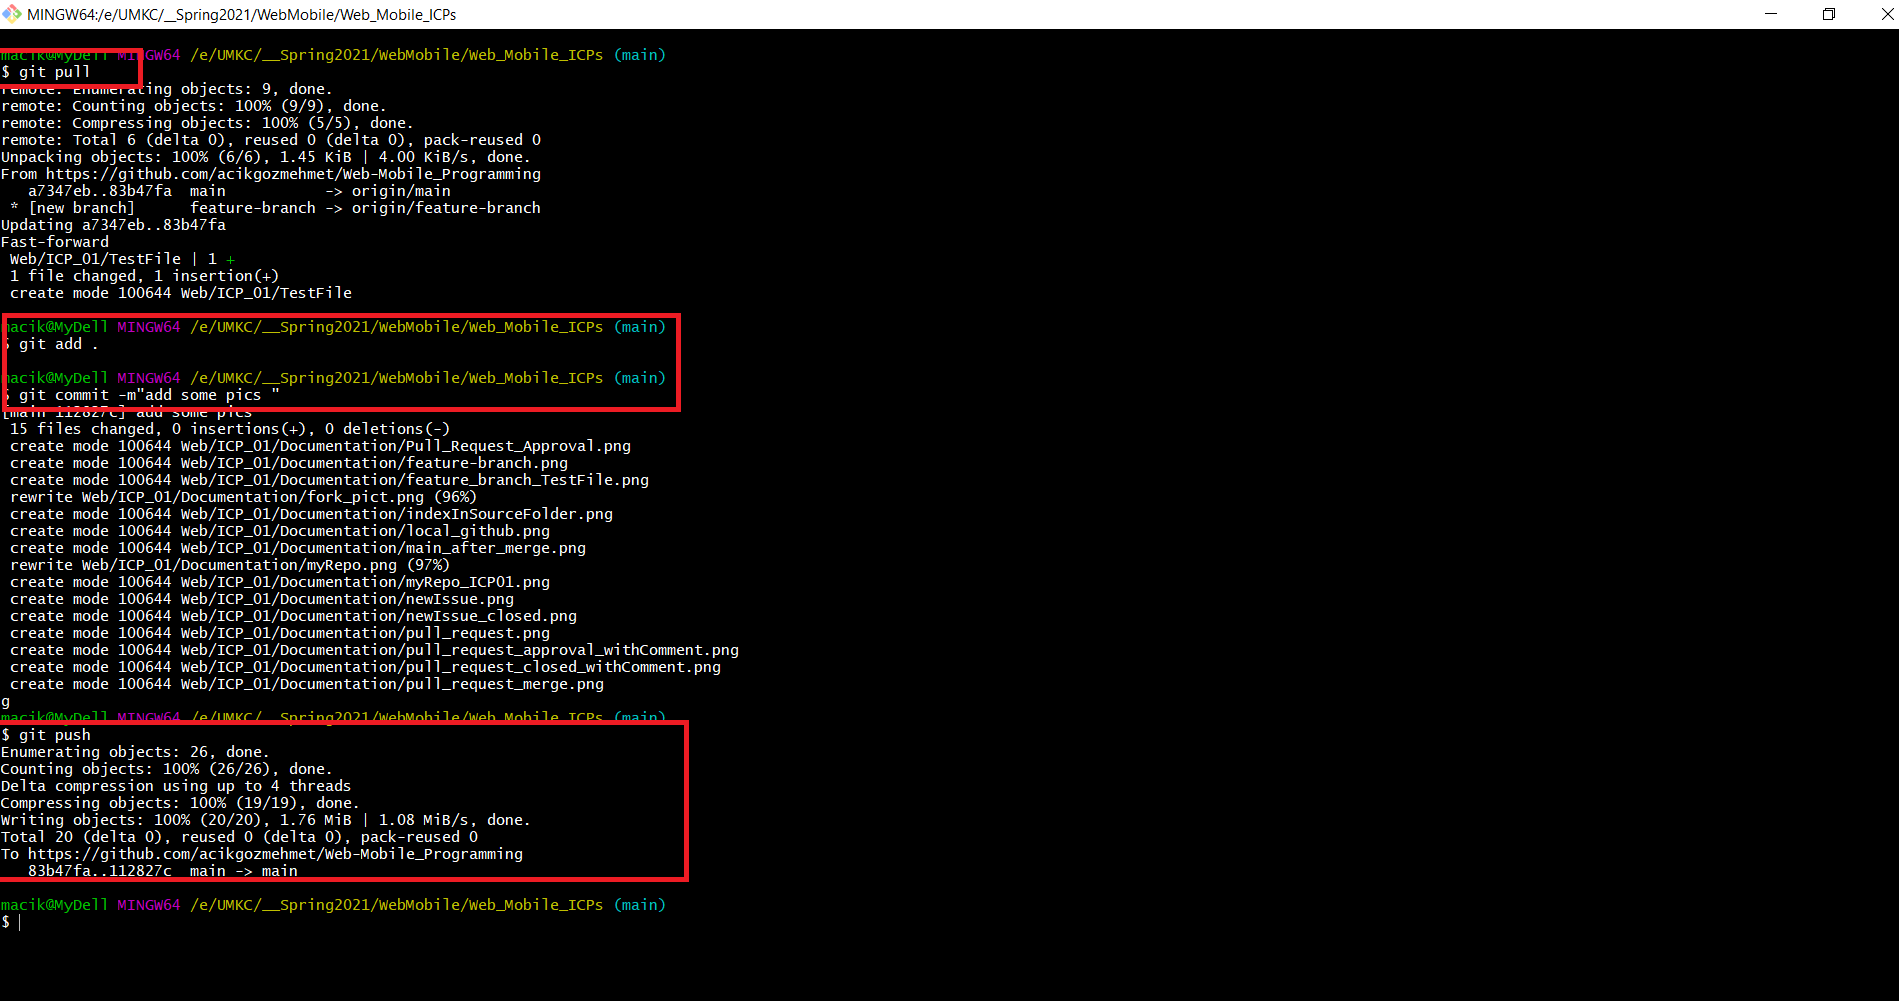 MINGW64:/e/UMKC/__Spring2021/WebMobile/Web_Mobile_ICPs
macik@MyDell MINGW64 /e/UMKC/__Spring2021/WebMobile/Web_Mobile_ICPs (main)
$ git pull
remote: Enumerating objects: 9, done.
remote: Counting objects: 100% (9/9), done.
remote: Compressing objects: 100% (5/5), done.
remote: Total 6 (delta 0), reused 0 (delta 0), pack-reused 0
Unpacking objects: 100% (6/6), 1.45 KiB | 4.00 KiB/s, done.
From https://github.com/acikgozmehmet/Web-Mobile_Programming
   a7347eb..83b47fa  main           -> origin/main
 * [new branch]      feature-branch -> origin/feature-branch
Updating a7347eb..83b47fa
Fast-forward
 Web/ICP_01/TestFile | 1 +
 1 file changed, 1 insertion(+)
 create mode 100644 Web/ICP_01/TestFile
macik@MyDell MINGW64 /e/UMKC/__Spring2021/WebMobile/Web_Mobile_ICPs (main)
$ git add .
macik@MyDell MINGW64 /e/UMKC/__Spring2021/WebMobile/Web_Mobile_ICPs (main)
$ git commit -m"add some pics "
[main 112827c] add some pics
 15 files changed, 0 insertions(+), 0 deletions(-)
 create mode 100644 Web/ICP_01/Documentation/Pull_Request_Approval.png
 create mode 100644 Web/ICP_01/Documentation/feature-branch.png
 create mode 100644 Web/ICP_01/Documentation/feature_branch_TestFile.png
 rewrite Web/ICP_01/Documentation/fork_pict.png (96%)
 create mode 100644 Web/ICP_01/Documentation/indexInSourceFolder.png
 create mode 100644 Web/ICP_01/Documentation/local_github.png
 create mode 100644 Web/ICP_01/Documentation/main_after_merge.png
 rewrite Web/ICP_01/Documentation/myRepo.png (97%)
 create mode 100644 Web/ICP_01/Documentation/myRepo_ICP01.png
 create mode 100644 Web/ICP_01/Documentation/newIssue.png
 create mode 100644 Web/ICP_01/Documentation/newIssue_closed.png
 create mode 100644 Web/ICP_01/Documentation/pull_request.png
 create mode 100644 Web/ICP_01/Documentation/pull_request_approval_withComment.png
 create mode 100644 Web/ICP_01/Documentation/pull_request_closed_withComment.png
 create mode 100644 Web/ICP_01/Documentation/pull_request_merge.png
g
macik@MyDell MINGW64 /e/UMKC/__Spring2021/WebMobile/Web_Mobile_ICPs (main)
$ git push
Enumerating objects: 26, done.
Counting objects: 100% (26/26), done.
Delta compression using up to 4 threads
Compressing objects: 100% (19/19), done.
Writing objects: 100% (20/20), 1.76 MiB | 1.08 MiB/s, done.
Total 20 (delta 0), reused 0 (delta 0), pack-reused 0
To https://github.com/acikgozmehmet/Web-Mobile_Programming
   83b47fa..112827c  main -> main
macik@MyDell MINGW64 /e/UMKC/__Spring2021/WebMobile/Web_Mobile_ICPs (main)
$